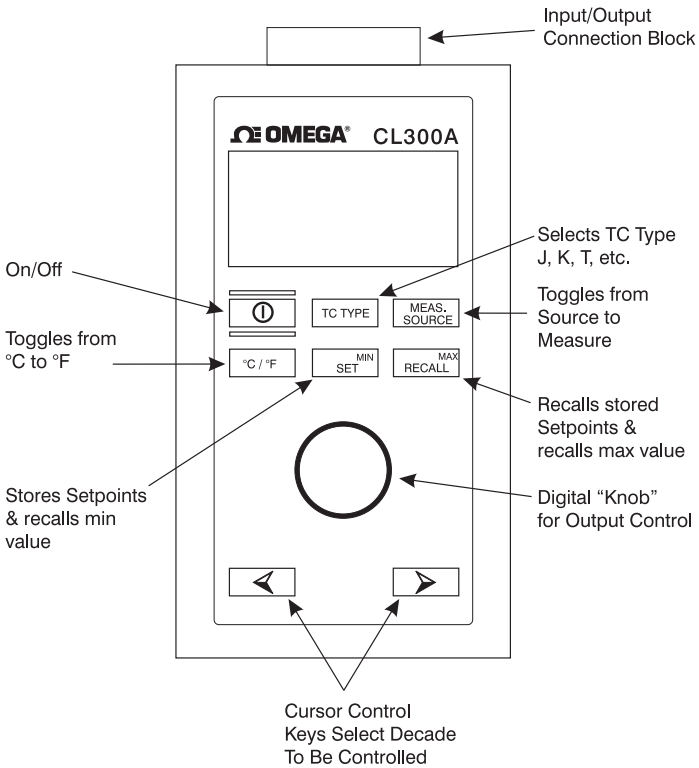 Input/Output
Connection Block
ΩE OMEGA® CL300A
Selects TC Type
J, K, T, etc.
On/Off
TC TYPE
MEAS.
SOURCE
Toggles from
Source to
Measure
Toggles from
°C to °F
°C / °F
MIN
SET
MAX
RECALL
Recalls stored
Setpoints &
recalls max value
Stores Setpoints
& recalls min
value
Digital “Knob”
for Output Control
Cursor Control
Keys Select Decade
To Be Controlled